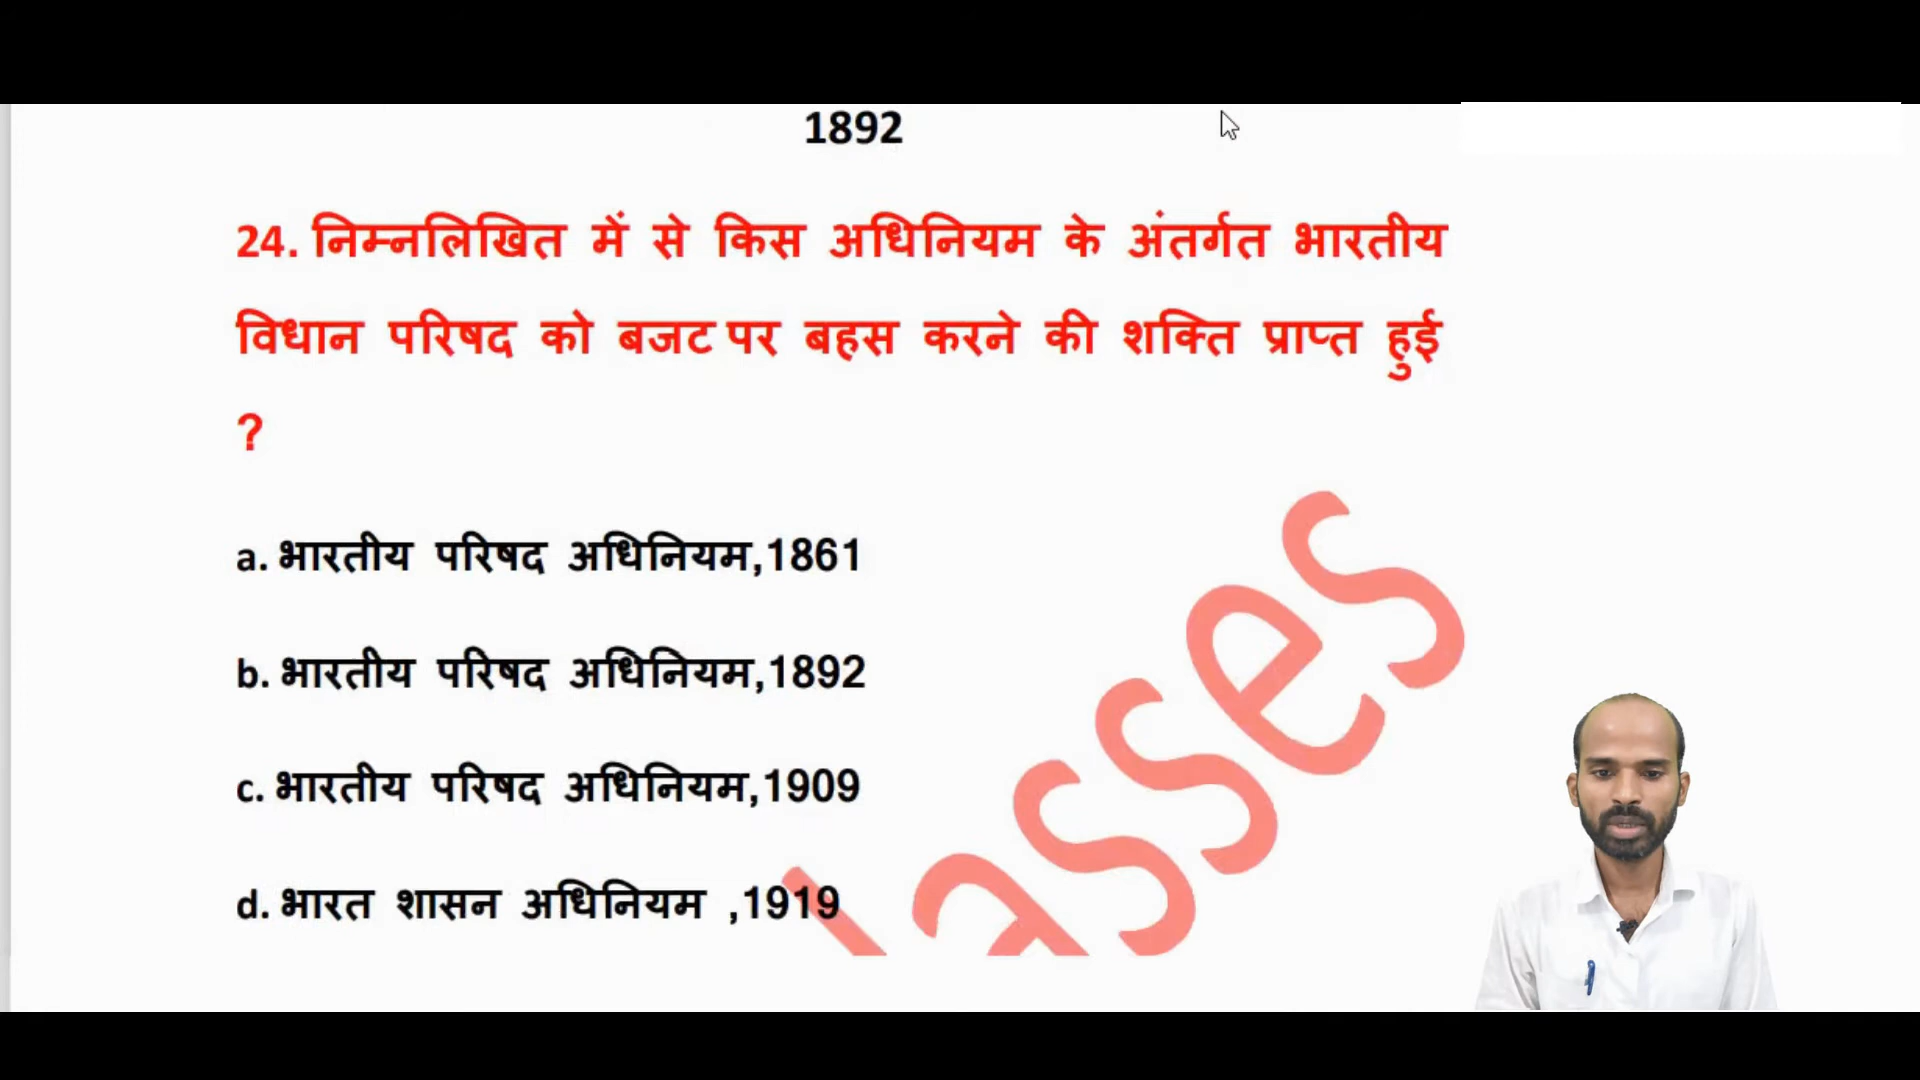 1892
24. निम्नलिखित में से किस अधिनियम के अंतर्गत भारतीय
विधान परिषद को बजट पर बहस करने की शक्ति प्राप्त हुई
?
a. भारतीय परिषद अधिनियम,1861
b. भारतीय परिषद अधिनियम,1892
c. भारतीय परिषद अधिनियम,1909
d. भारत शासन अधिनियम ,1919
lasses